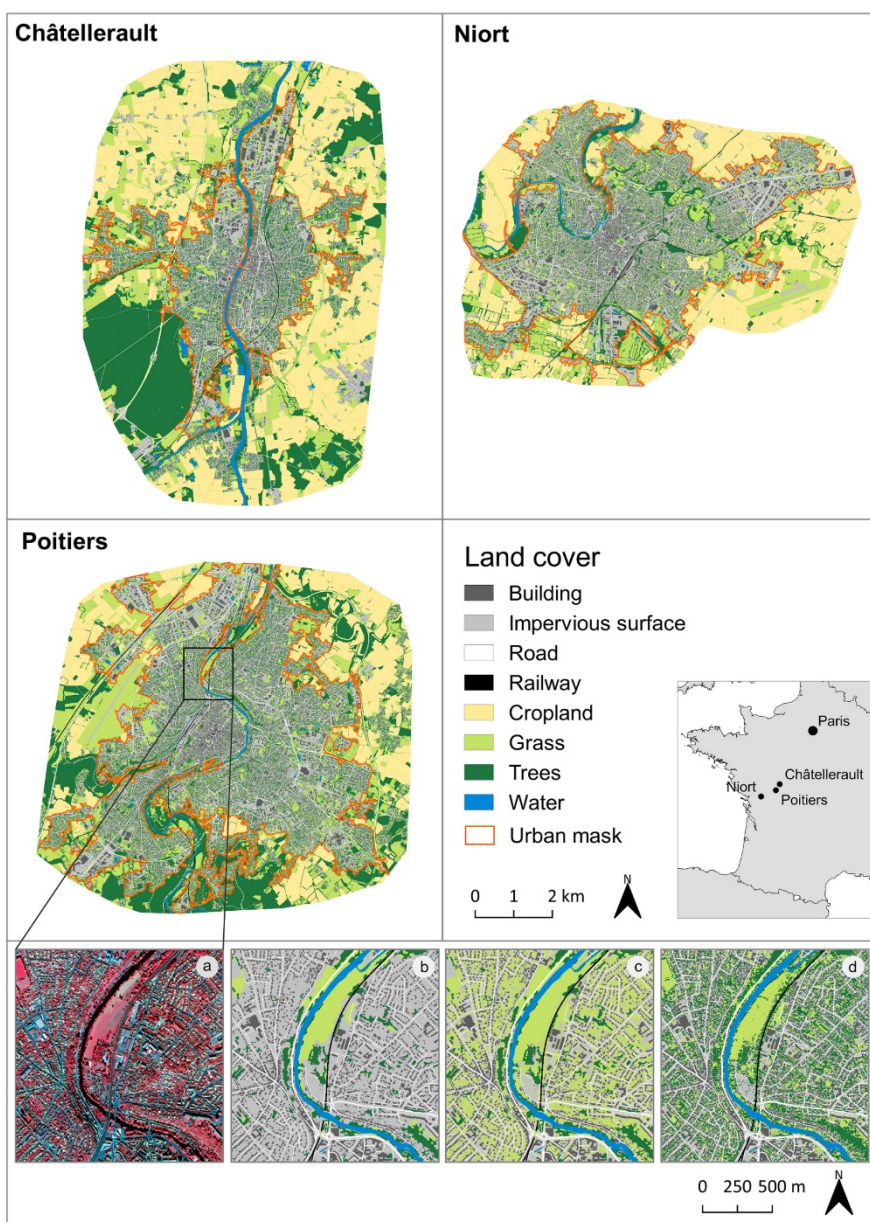 Châtellerault
Niort
Poitiers
Land cover
Building
Impervious surface
Road
Railway
Cropland
Grass
Trees
Water
Urban mask
0 1 2 km
N
Paris
Châtellerault
Niort
Poitiers
a
b
c
d
0 250 500 m
N